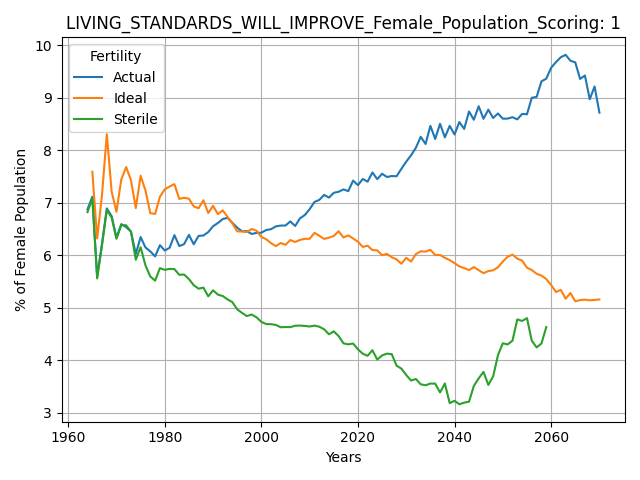 LIVING_STANDARDS_WILL_IMPROVE_Female_Population_Scoring: 1
Fertility
Actual
Ideal
Sterile
% of Female Population
10
9
8
7
6
5
4
3
1960
1980
2000
2020
2040
2060
Years